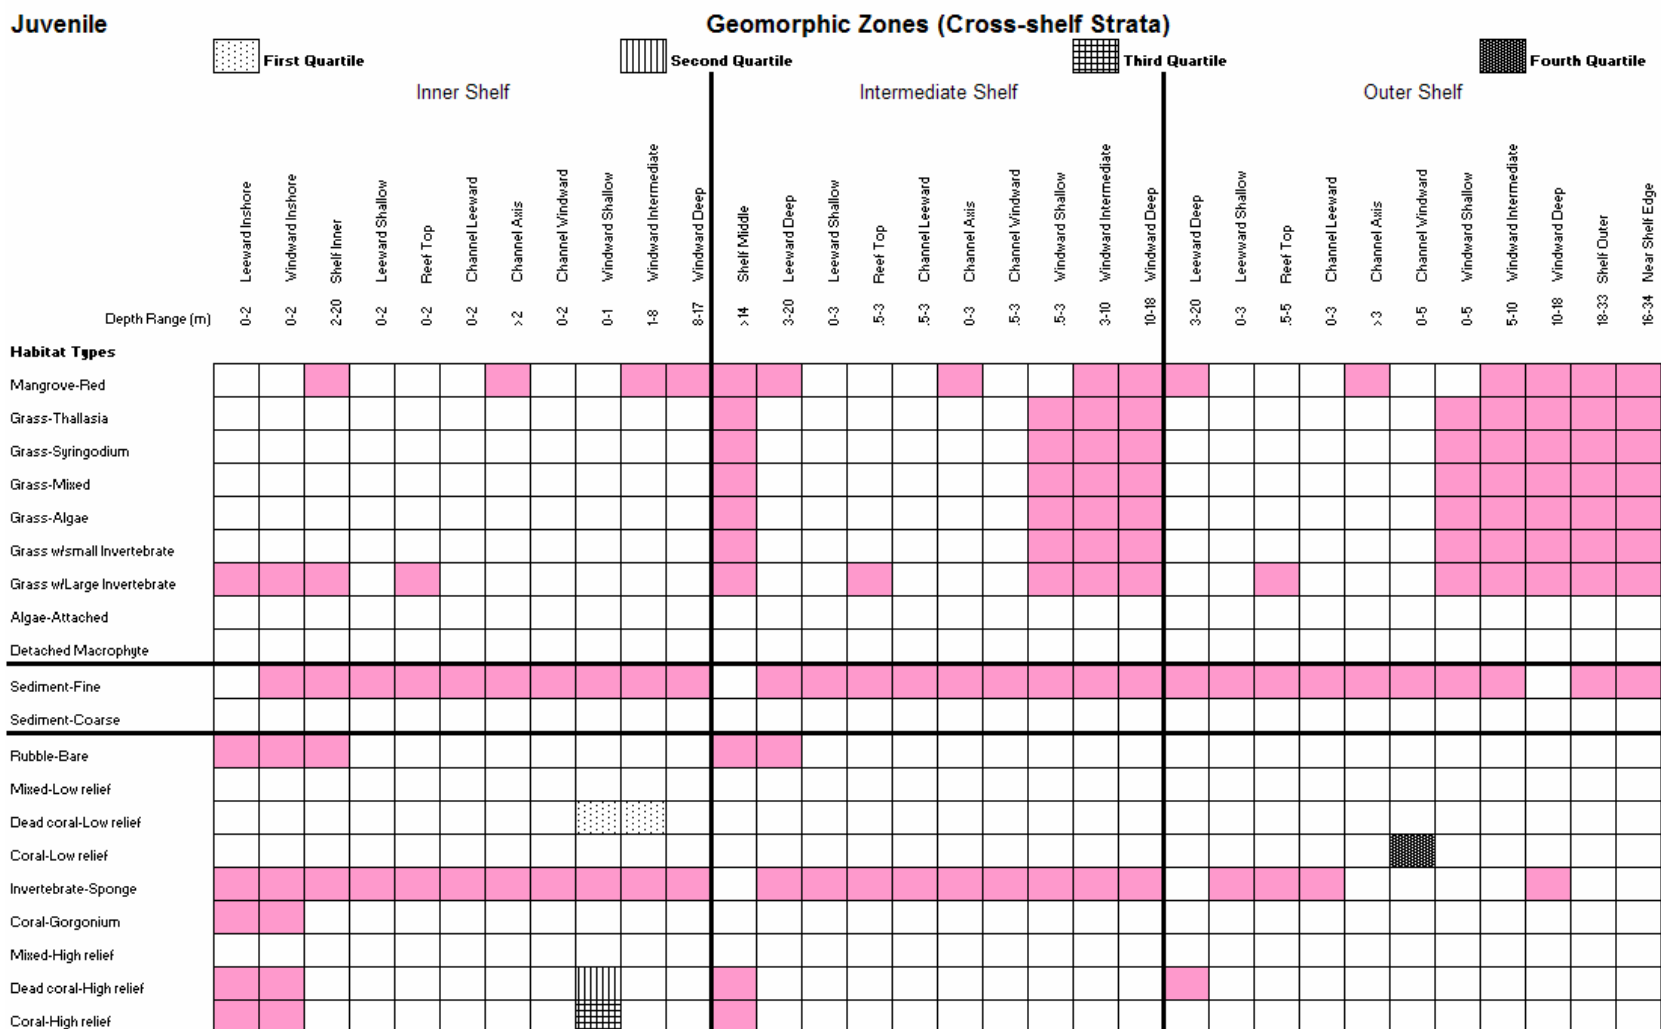 Juvenile
Geomorphic Zones (Cross-shelf Strata)
First Quartile
Second Quartile
Third Quartile
Fourth Quartile
Inner Shelf
Intermediate Shelf
Outer Shelf
Leeward Inshore
Windward Inshore
Shelf Inner
Leeward Shallow
Reef Top
Channel Leeward
Channel Axis
Channel Windward
Windward Shallow
Windward Intermediate
Windward Deep
Shelf Middle
Leeward Deep
Leeward Shallow
Reef Top
Channel Leeward
Channel Axis
Channel Windward
Windward Shallow
Windward Intermediate
Windward Deep
Leeward Deep
Leeward Shallow
Reef Top
Channel Leeward
Channel Axis
Channel Windward
Windward Shallow
Windward Intermediate
Windward Deep
Shelf Outer
Near Shelf Edge
Depth Range (m) 0-2 0-2 2-20 0-2 0-2 0-2 >2 0-2 0-1 1-8 8-17 >14 3-20 0-3 .5-3 .5-3 0-3 .5-3 .5-3 3-10 10-18 3-20 0-3 .5-5 0-3 >3 0-5 0-5 5-10 10-18 18-33 16-34
Habitat Types
Mangrove-Red
Grass-Thallasia
Grass-Syringodium
Grass-Mixed
Grass-Algae
Grass w/small Invertebrate
Grass w/Large Invertebrate
Algae-Attached
Detached Macrophyte
Sediment-Fine
Sediment-Coarse
Rubble-Bare
Mixed-Low relief
Dead coral-Low relief
Coral-Low relief
Invertebrate-Sponge
Coral-Gorgonium
Mixed-High relief
Dead coral-High relief
Coral-High relief